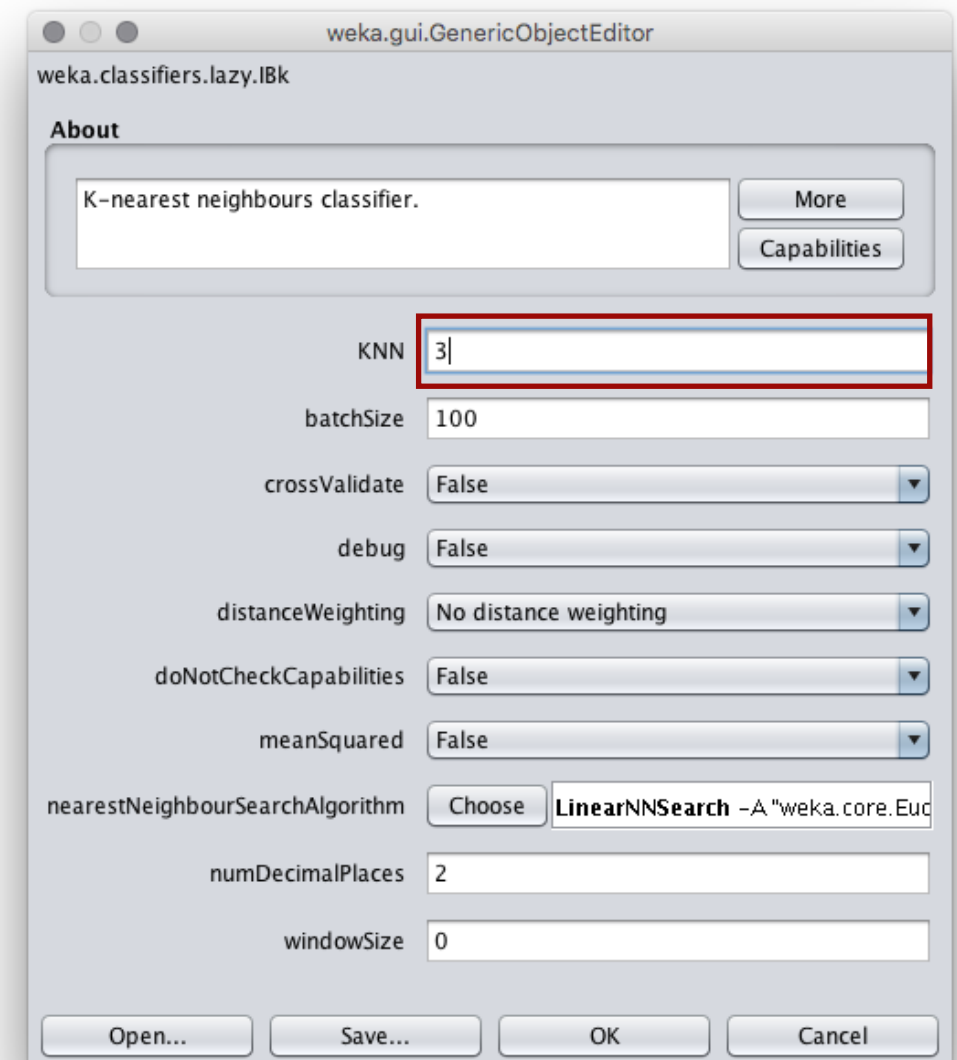 weka.gui.GenericObjectEditor
weka.classifiers.lazy.IBk
About
K-nearest neighbours classifier.
More
Capabilities
KNN 3
batchSize 100
crossValidate False
debug False
distanceWeighting No distance weighting
doNotCheckCapabilities False
meanSquared False
nearestNeighbourSearchAlgorithm Choose LinearNNSearch -A "weka.core.Euc
numDecimalPlaces 2
windowSize 0
Open... Save... OK Cancel